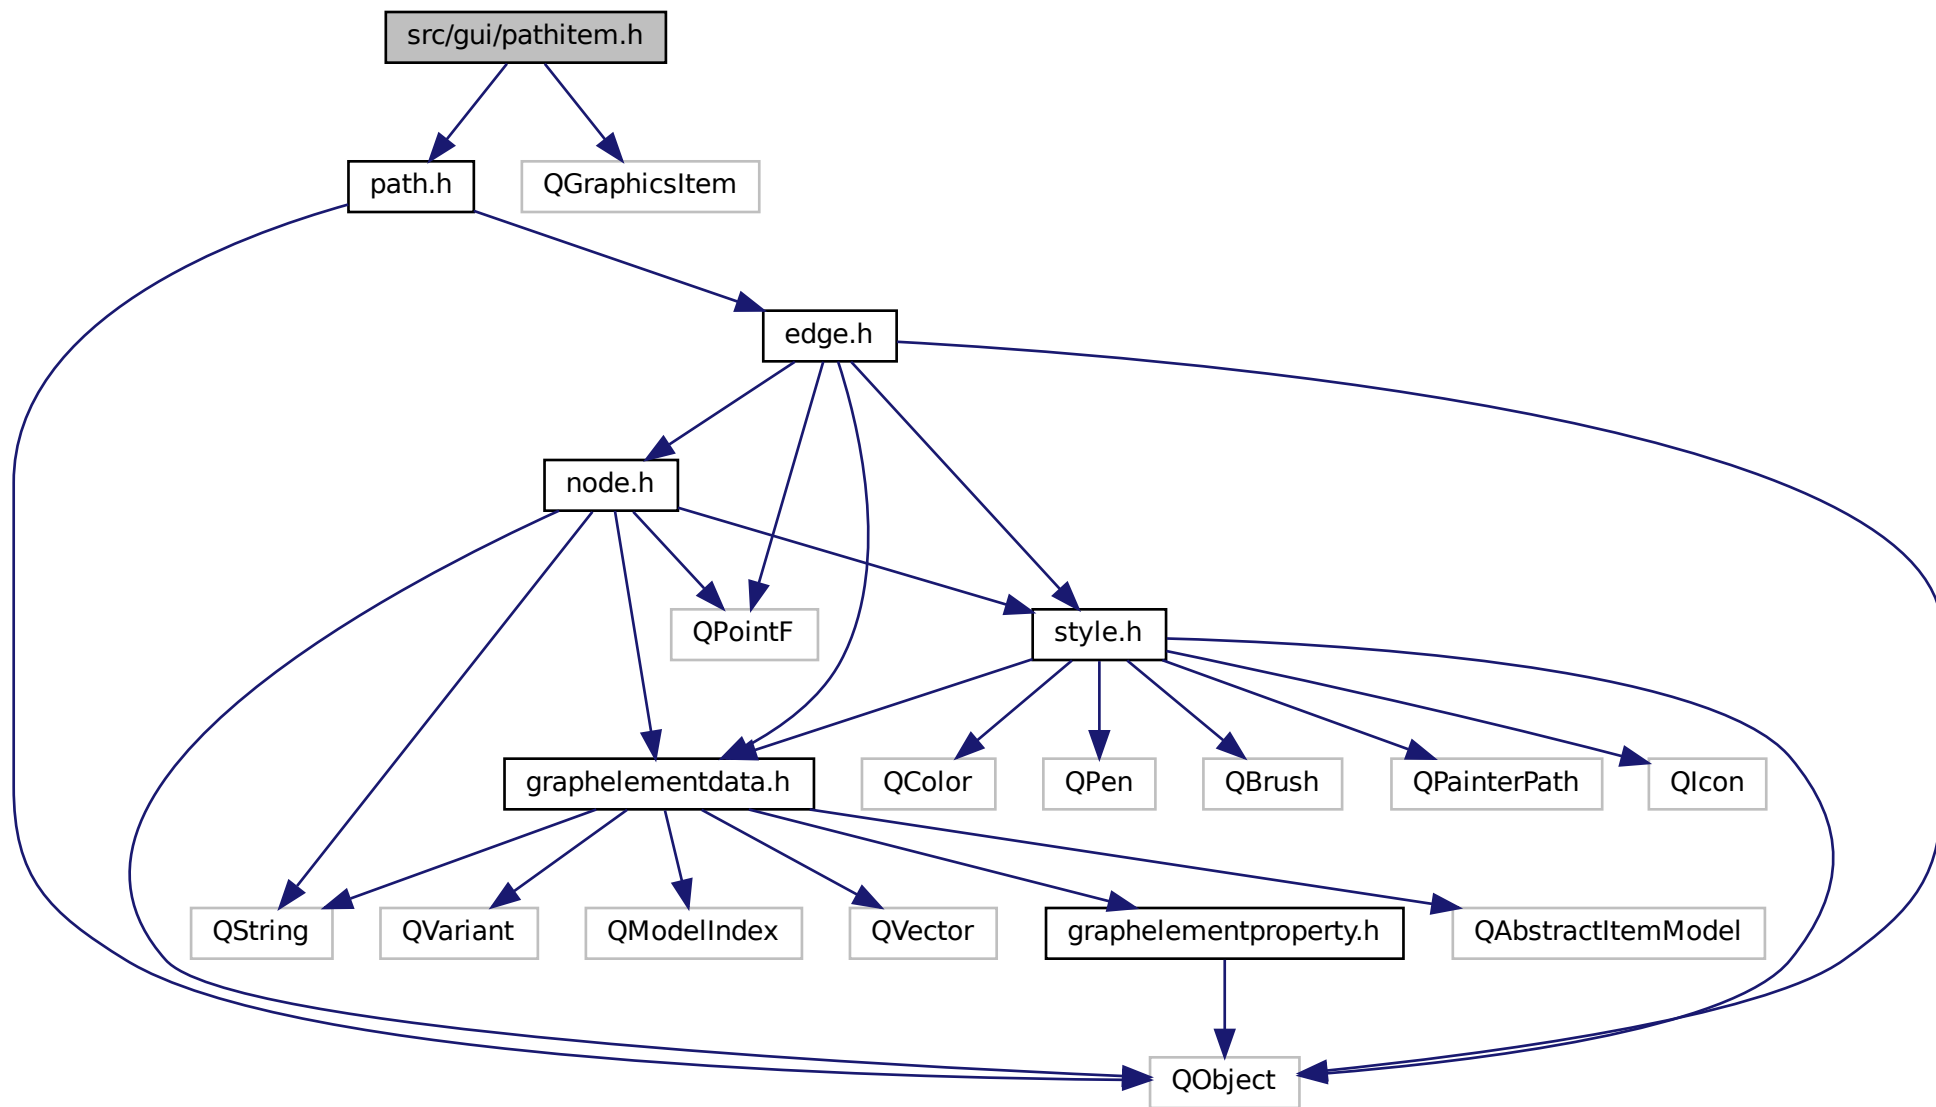 src/gui/pathitem.h
path.h
QGraphicsItem
edge.h
node.h
QPointF
style.h
graphelementdata.h
QColor
QPen
QBrush
QPainterPath
QIcon
QString
QVariant
QModelIndex
QVector
graphelementproperty.h
QAbstractItemModel
QObject